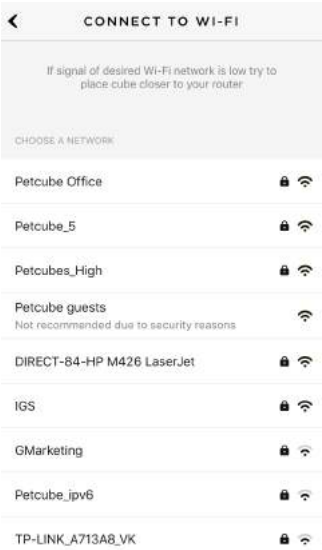 CONNECT TO WI-FI
If signal of desired Wi-Fi network is low try to
place cube closer to your router
CHOOSE A NETWORK
Petcube Office
Petcube_5
Petcubes_High
Petcube guests
Not recommended due to security reasons
DIRECT-84-HP M426 LaserJet
IGS
GMarketing
Petcube_ipv6
TP-LINK_A713A8_VK